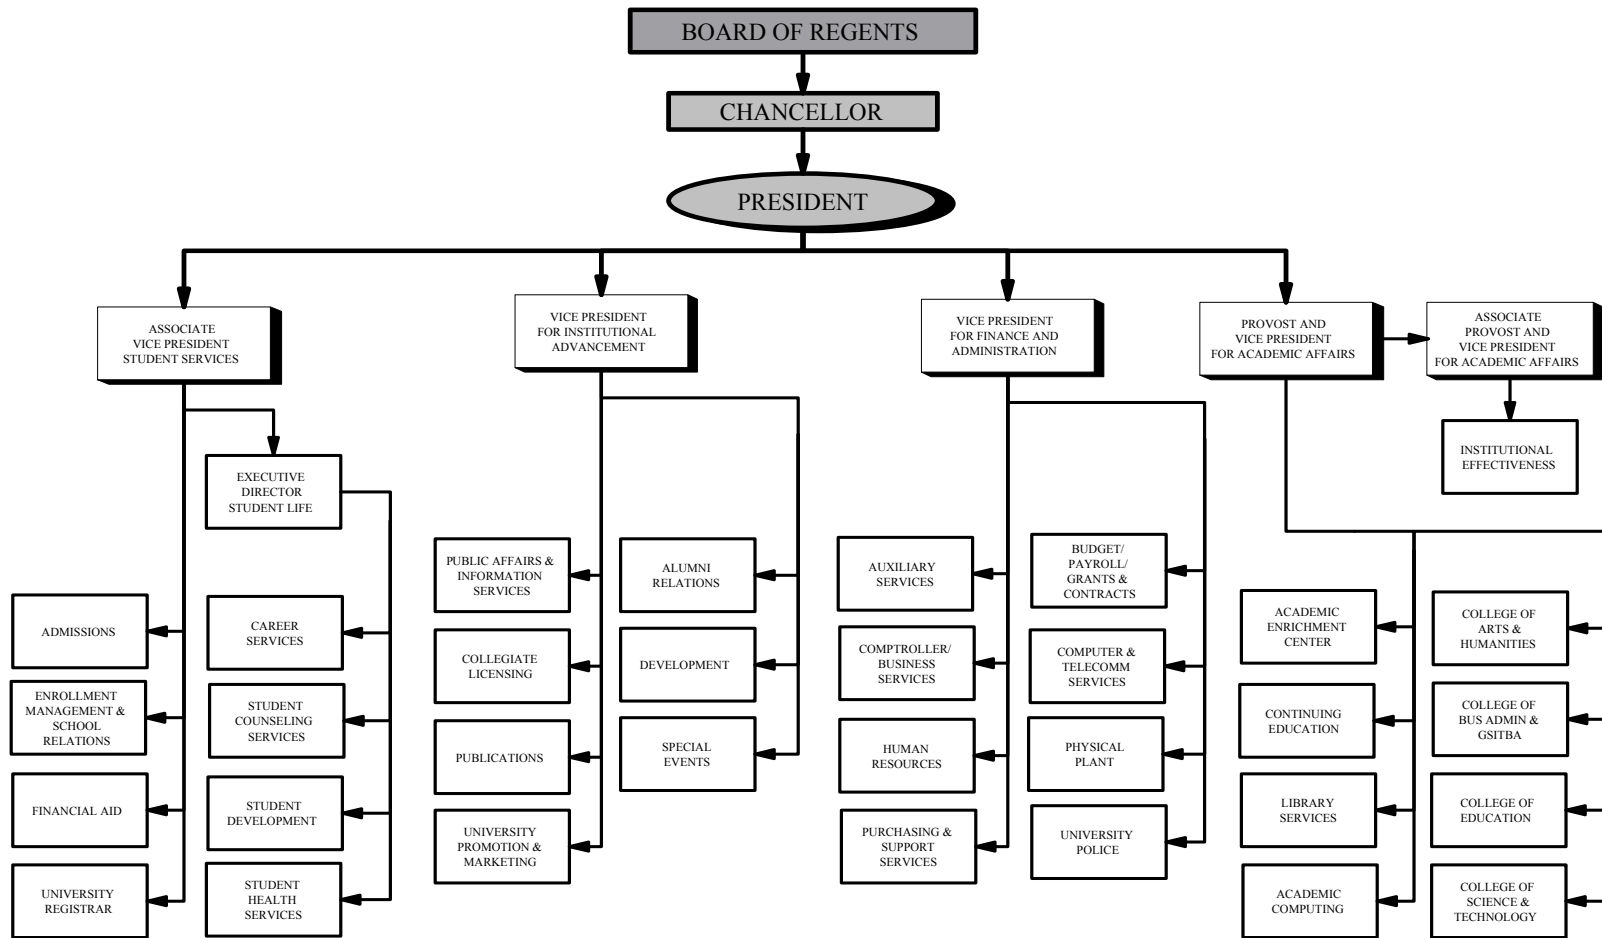 BOARD OF REGENTS
CHANCELLOR
PRESIDENT
ASSOCIATE
VICE PRESIDENT
STUDENT SERVICES
VICE PRESIDENT
FOR INSTITUTIONAL
ADVANCEMENT
VICE PRESIDENT
FOR FINANCE AND
ADMINISTRATION
PROVOST AND
VICE PRESIDENT
FOR ACADEMIC AFFAIRS
ASSOCIATE
PROVOST AND
VICE PRESIDENT
FOR ACADEMIC AFFAIRS
INSTITUTIONAL
EFFECTIVENESS
EXECUTIVE
DIRECTOR
STUDENT LIFE
ADMISSIONS
ENROLLMENT
MANAGEMENT &
SCHOOL
RELATIONS
FINANCIAL AID
UNIVERSITY
REGISTRAR
CAREER
SERVICES
STUDENT
COUNSELING
SERVICES
STUDENT
DEVELOPMENT
STUDENT
HEALTH
SERVICES
PUBLIC AFFAIRS &
INFORMATION
SERVICES
COLLEGIATE
LICENSING
PUBLICATIONS
UNIVERSITY
PROMOTION &
MARKETING
ALUMNI
RELATIONS
DEVELOPMENT
SPECIAL
EVENTS
AUXILIARY
SERVICES
COMPTROLLER/
BUSINESS
SERVICES
HUMAN
RESOURCES
PURCHASING &
SUPPORT
SERVICES
BUDGET/
PAYROLL/
GRANTS &
CONTRACTS
COMPUTER &
TELECOMM
SERVICES
PHYSICAL
PLANT
UNIVERSITY
POLICE
ACADEMIC
ENRICHMENT
CENTER
CONTINUING
EDUCATION
LIBRARY
SERVICES
ACADEMIC
COMPUTING
COLLEGE OF
ARTS &
HUMANITIES
COLLEGE OF
BUS ADMIN &
GSITBA
COLLEGE OF
EDUCATION
COLLEGE OF
SCIENCE &
TECHNOLOGY